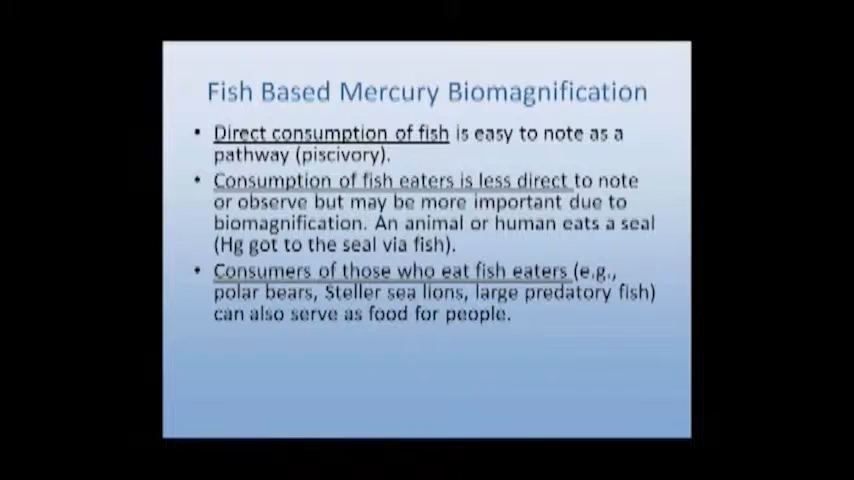 Fish Based Mercury Biomagnification
• Direct consumption of fish is easy to note as a
pathway (piscivory).
• Consumption of fish eaters is less direct to note
or observe but may be more important due to
biomagnification. An animal or human eats a seal
(Hg got to the seal via fish).
• Consumers of those who eat fish eaters (e.g.,
polar bears, Steller sea lions, large predatory fish)
can also serve as food for people.